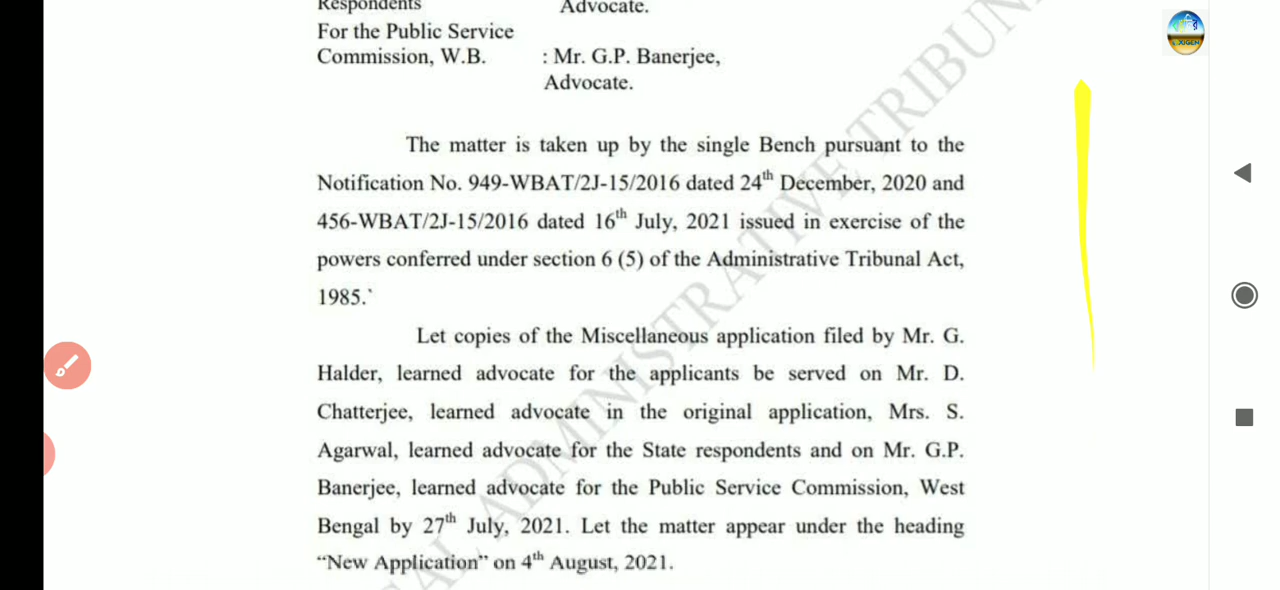 Respondents Advocate.
For the Public Service
Commission, W.B. : Mr. G.P. Banerjee,
Advocate.
The matter is taken up by the single Bench pursuant to the
Notification No. 949-WBAT/2J-15/2016 dated 24th December, 2020 and
456-WBAT/2J-15/2016 dated 16th July, 2021 issued in exercise of the
powers conferred under section 6 (5) of the Administrative Tribunal Act,
1985.`
Let copies of the Miscellaneous application filed by Mr. G.
Halder, learned advocate for the applicants be served on Mr. D.
Chatterjee, learned advocate in the original application, Mrs. S.
Agarwal, learned advocate for the State respondents and on Mr. G.P.
Banerjee, learned advocate for the Public Service Commission, West
Bengal by 27th July, 2021. Let the matter appear under the heading
“New Application” on 4th August, 2021.
ADMINISTRATIVE TRIBUN